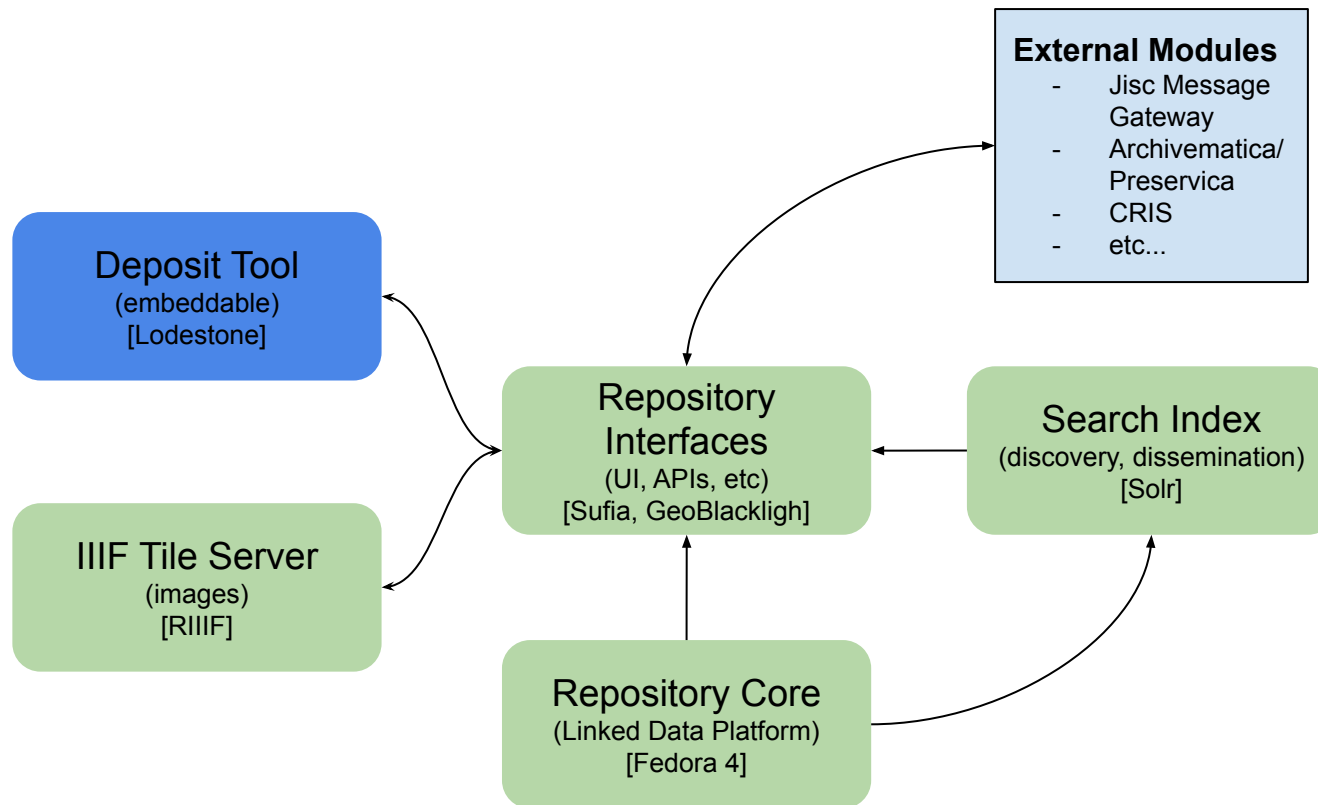 External Modules
- Jisc Message
Gateway
- Archivematica/
Preservica
- CRIS
- etc...
Deposit Tool
(embeddable)
[Lodestone]
Repository
Interfaces
(UI, APIs, etc)
[Sufia, GeoBlackligh]
Search Index
(discovery, dissemination)
[Solr]
IIIF Tile Server
(images)
[RIIIF]
Repository Core
(Linked Data Platform)
[Fedora 4]